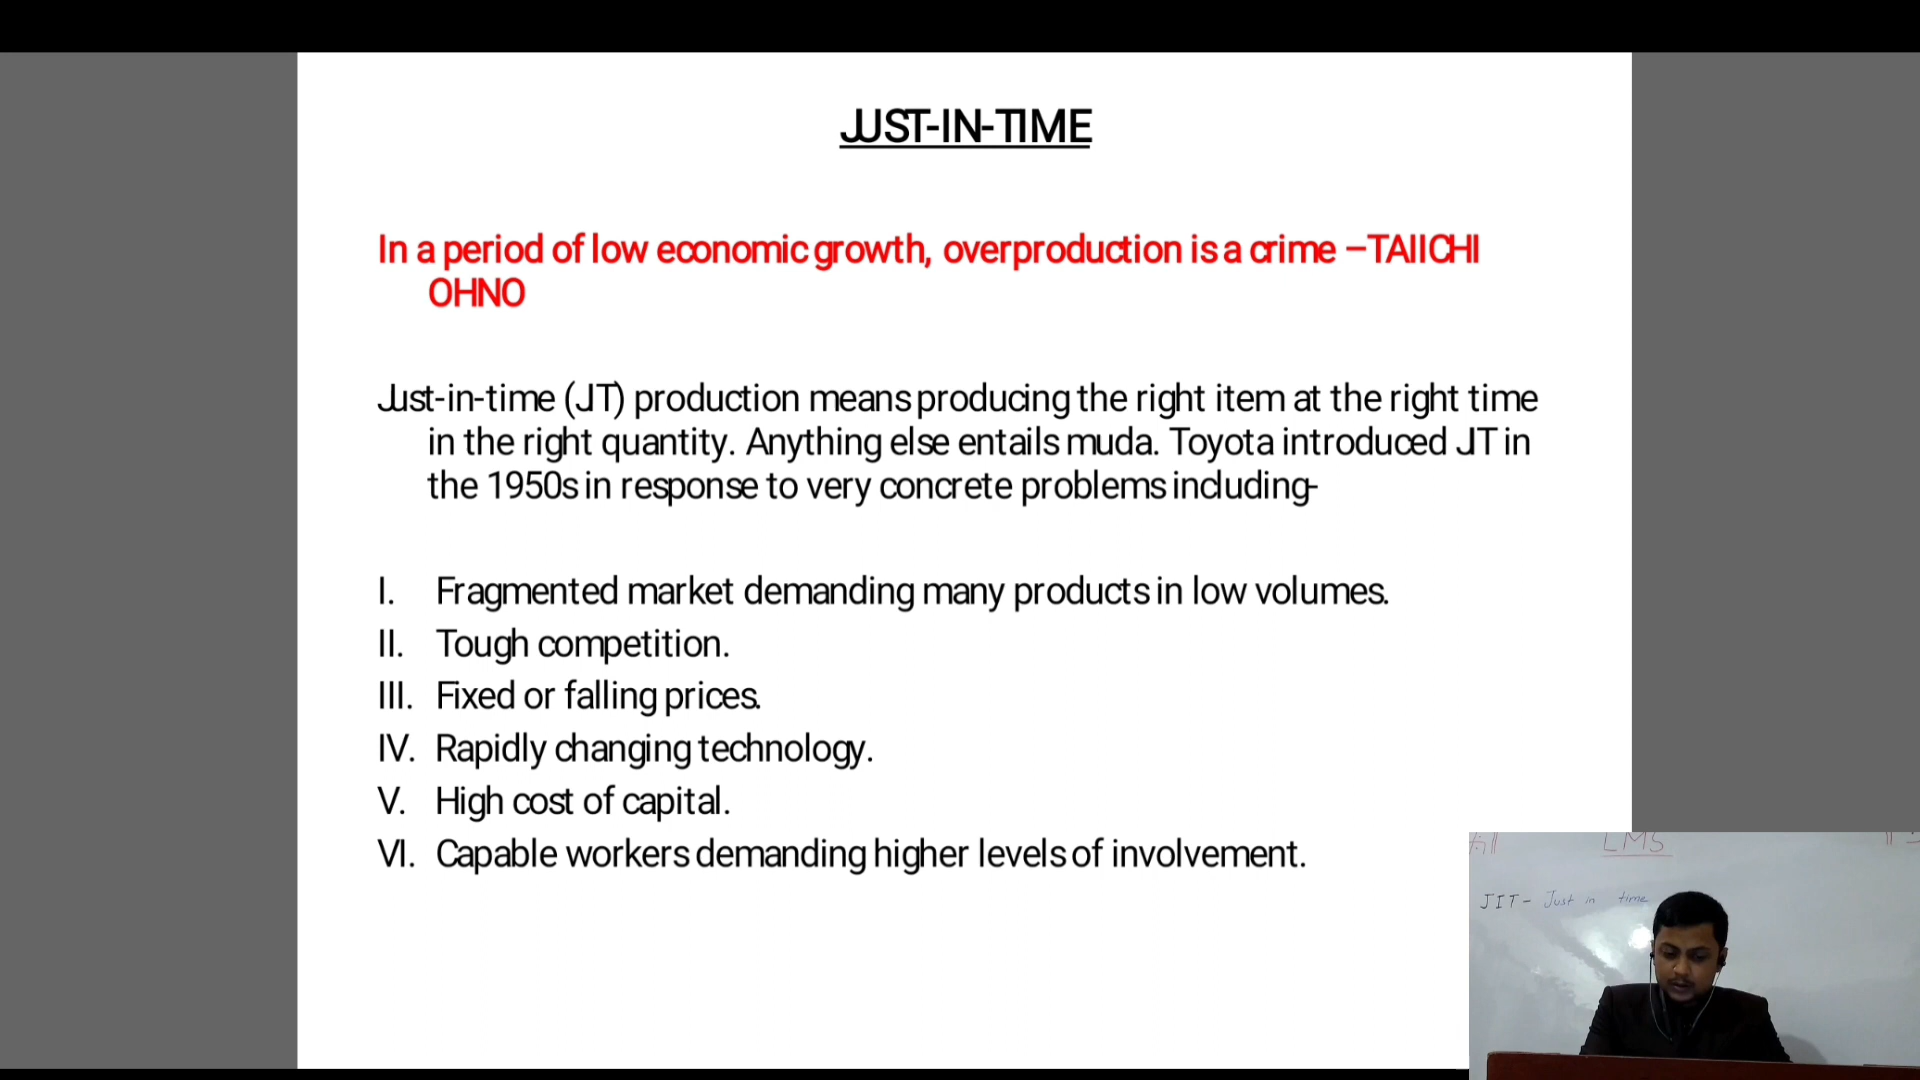 JUST-IN-TIME
In a period of low economic growth, overproduction is a crime –TAIICHI
OHNO
Just-in-time (JIT) production means producing the right item at the right time
in the right quantity. Anything else entails muda. Toyota introduced JIT in
the 1950s in response to very concrete problems including-
I. Fragmented market demanding many products in low volumes.
II. Tough competition.
III. Fixed or falling prices.
IV. Rapidly changing technology.
V. High cost of capital.
VI. Capable workers demanding higher levels of involvement.
LMS
JIT- Just in time